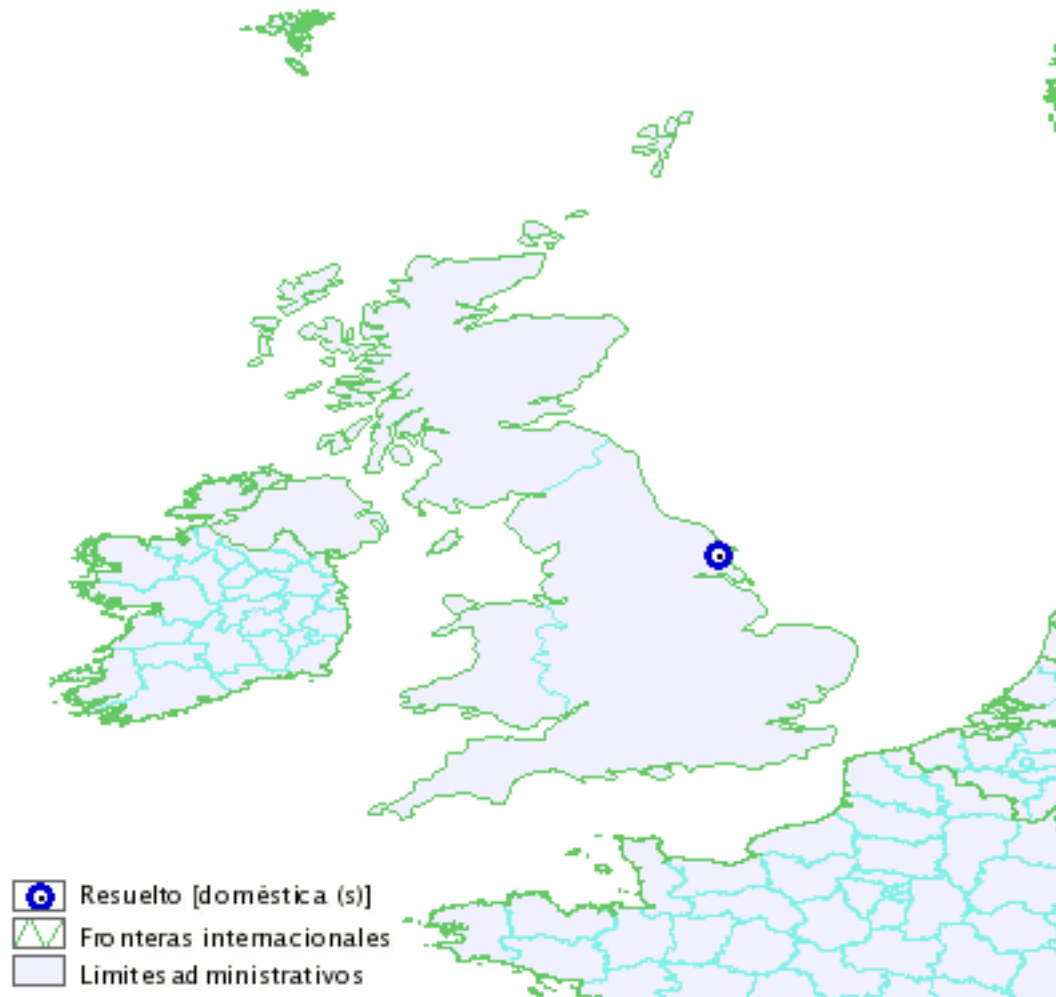 Resuelto [doméstica (s)]
Fronteras internacionales
Límites administrativos